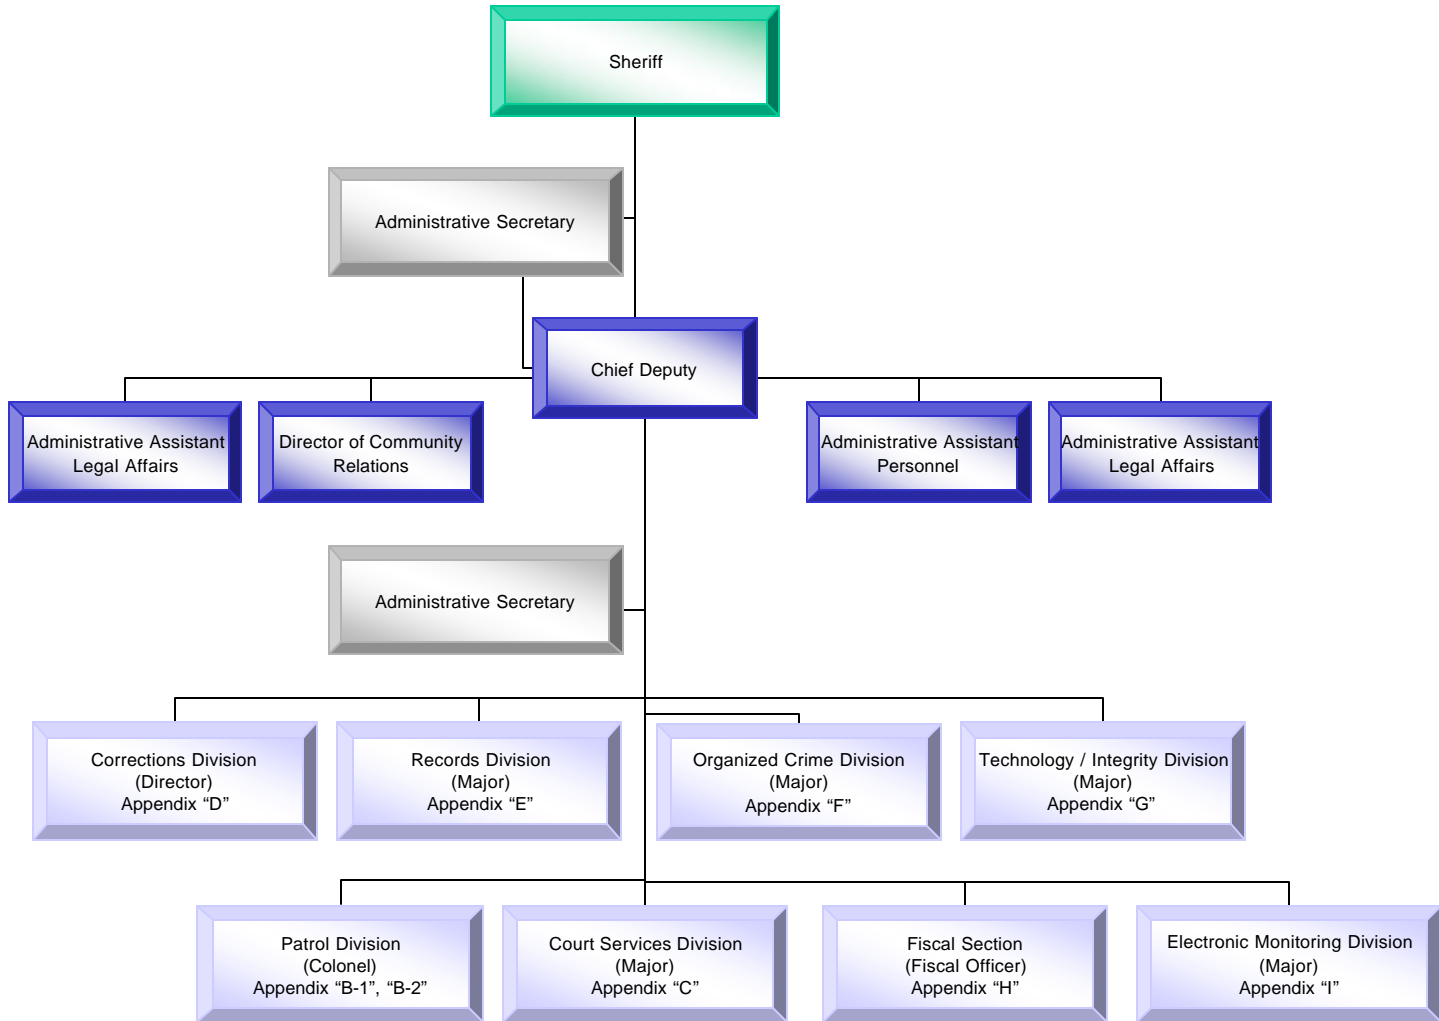 Sheriff
Administrative Secretary
Chief Deputy
Administrative Assistant
Legal Affairs
Director of Community
Relations
Administrative Assistant
Personnel
Administrative Assistant
Legal Affairs
Administrative Secretary
Corrections Division
(Director)
Appendix “D”
Records Division
(Major)
Appendix “E”
Organized Crime Division
(Major)
Appendix “F”
Technology / Integrity Division
(Major)
Appendix “G”
Patrol Division
(Colonel)
Appendix “B-1”, “B-2”
Court Services Division
(Major)
Appendix “C”
Fiscal Section
(Fiscal Officer)
Appendix “H”
Electronic Monitoring Division
(Major)
Appendix “I”